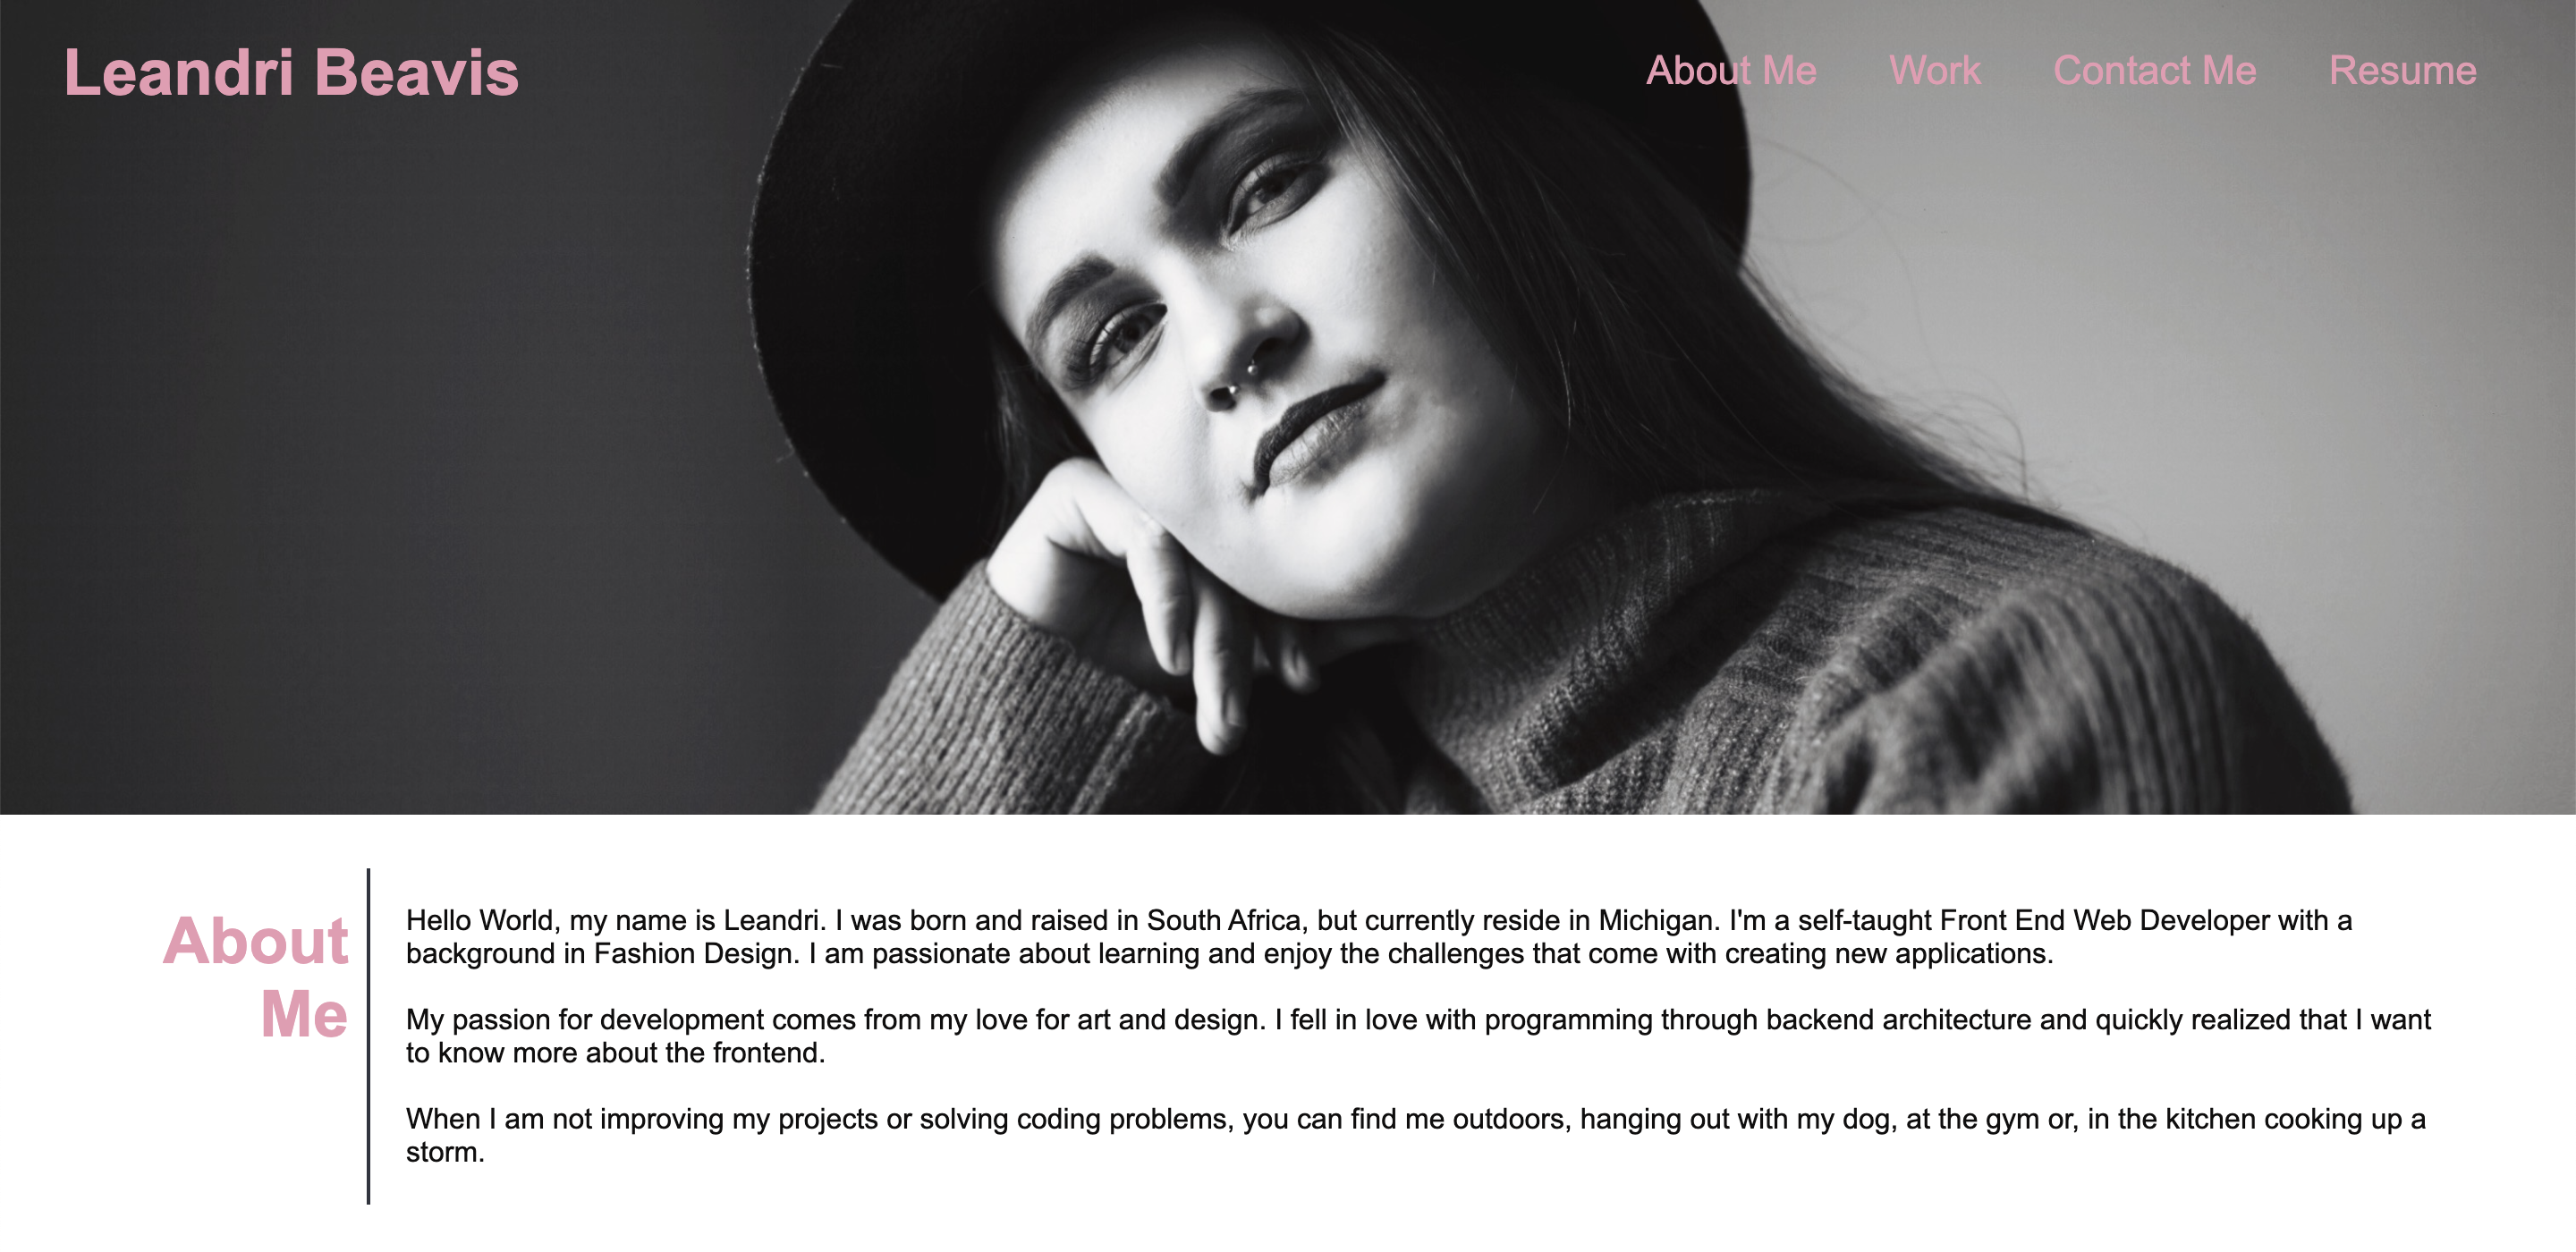 Leandri Beavis
About Me Work Contact Me Resume
About
Me
Hello World, my name is Leandri. I was born and raised in South Africa, but currently reside in Michigan. I'm a self-taught Front End Web Developer with a
background in Fashion Design. I am passionate about learning and enjoy the challenges that come with creating new applications.
My passion for development comes from my love for art and design. I fell in love with programming through backend architecture and quickly realized that I want
to know more about the frontend.
When I am not improving my projects or solving coding problems, you can find me outdoors, hanging out with my dog, at the gym or, in the kitchen cooking up a
storm.